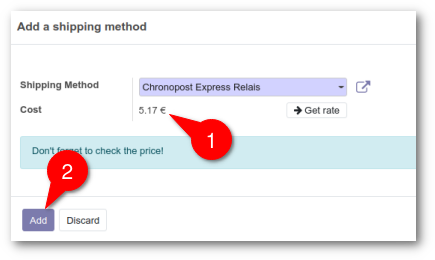 Add a shipping method
Shipping Method
Chronopost Express Relais
Cost
5.17 €
Get rate
1
Don't forget to check the price!
2
Add
Discard